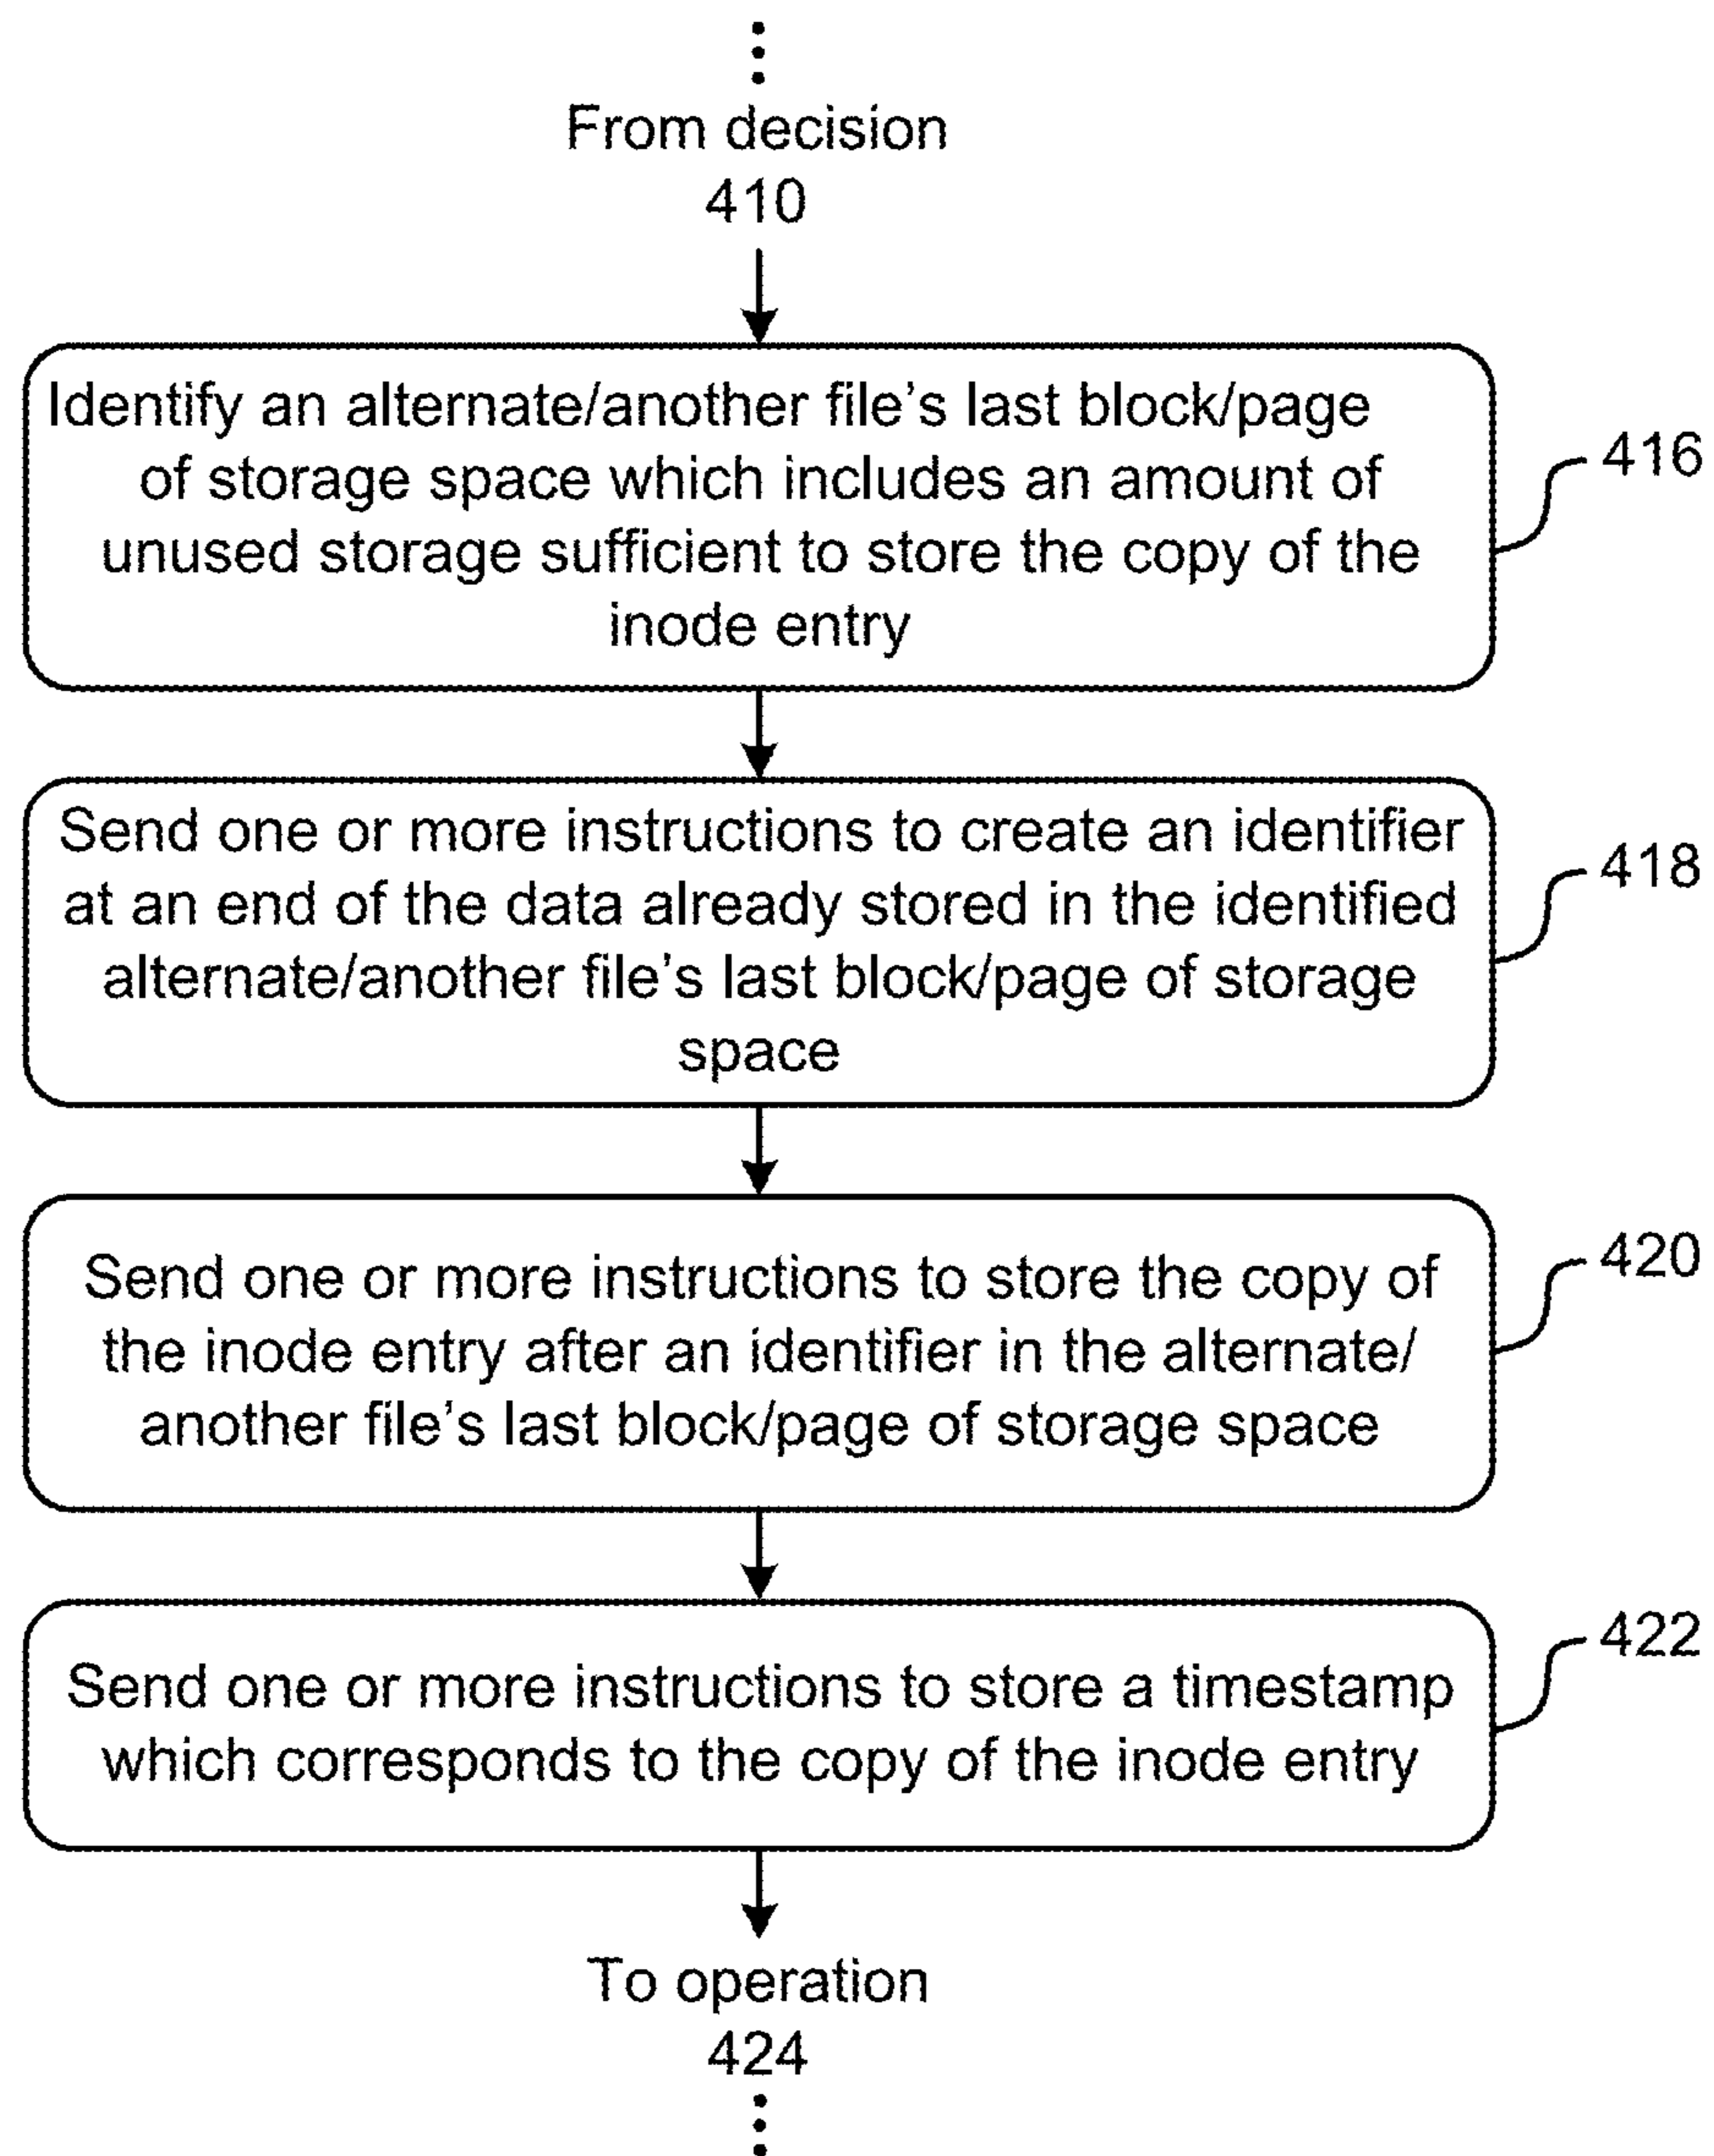 From decision
410
Identify an alternate/another file's last block/page
of storage space which includes an amount of
unused storage sufficient to store the copy of the
inode entry
416
Send one or more instructions to create an identifier
at an end of the data already stored in the identified
alternate/another file's last block/page of storage
space
418
Send one or more instructions to store the copy of
the inode entry after an identifier in the alternate/
another file's last block/page of storage space
420
Send one or more instructions to store a timestamp
which corresponds to the copy of the inode entry
422
To operation
424